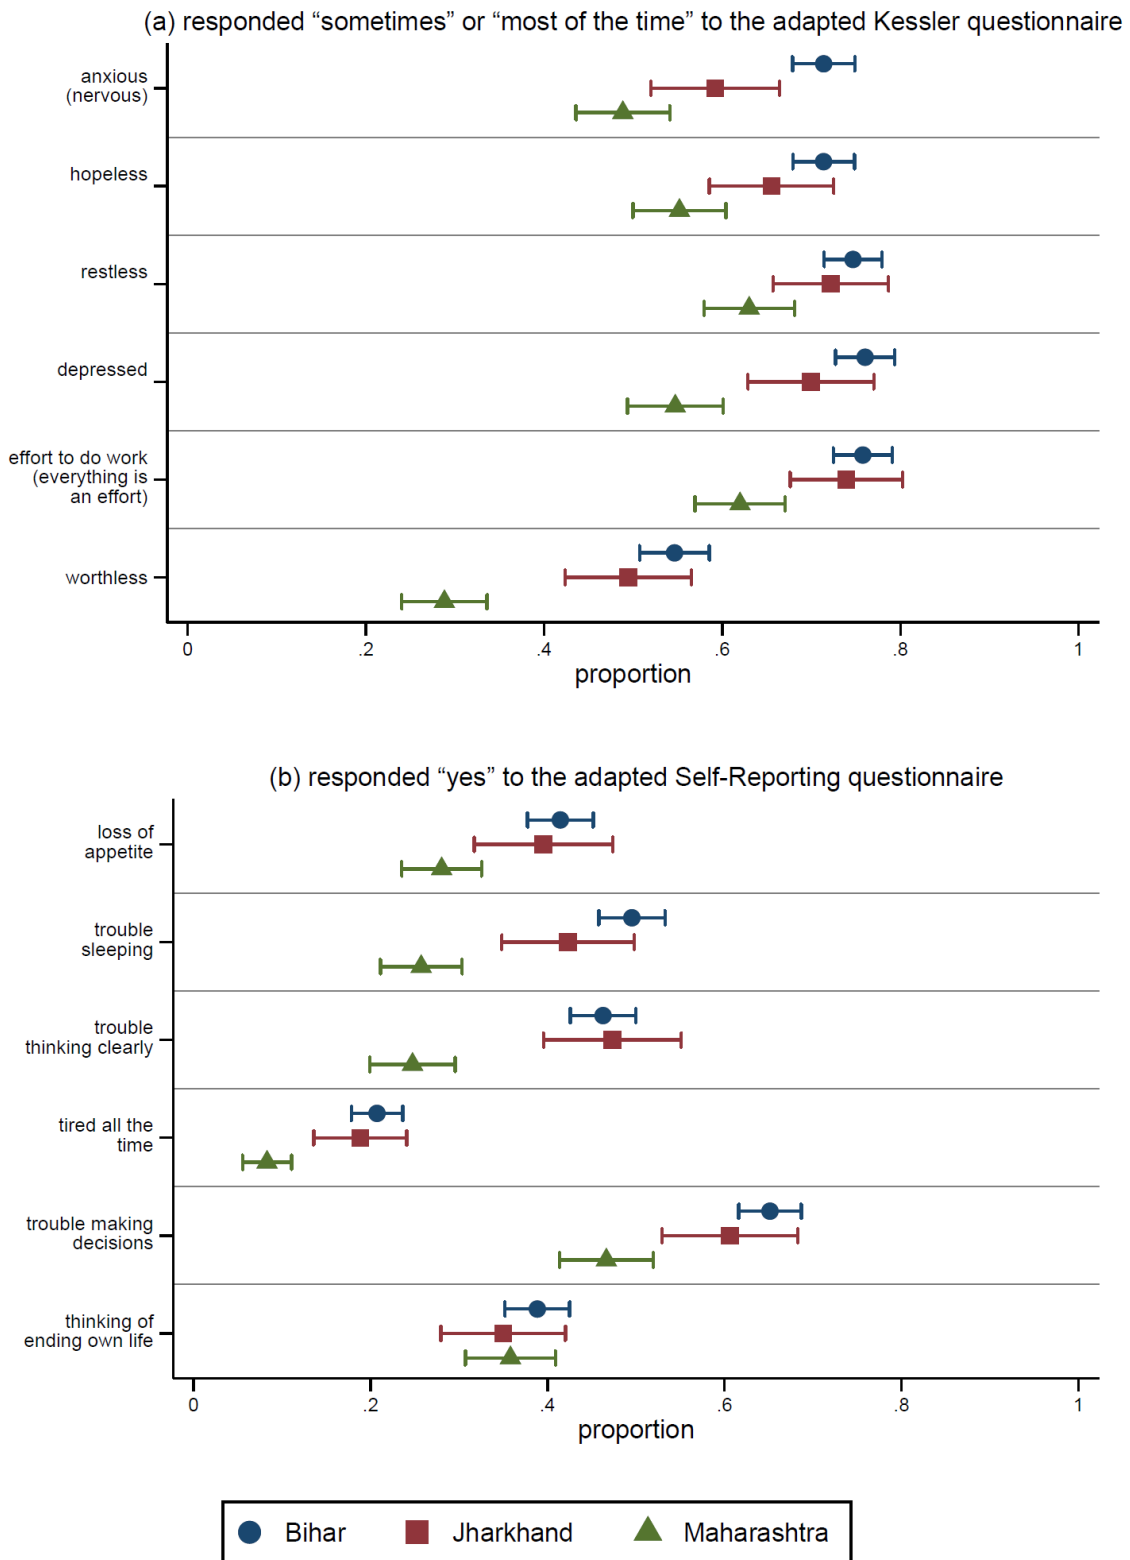 (a) responded “sometimes” or “most of the time” to the adapted Kessler questionnaire
anxious
(nervous)
hopeless
restless
depressed
effort to do work
(everything is
an effort)
worthless
0 .2 .4 .6 .8 1
proportion
(b) responded “yes” to the adapted Self-Reporting questionnaire
loss of
appetite
trouble
sleeping
trouble
thinking clearly
tired all the
time
trouble making
decisions
thinking of
ending own life
0 .2 .4 .6 .8 1
proportion
Bihar Jharkhand Maharashtra